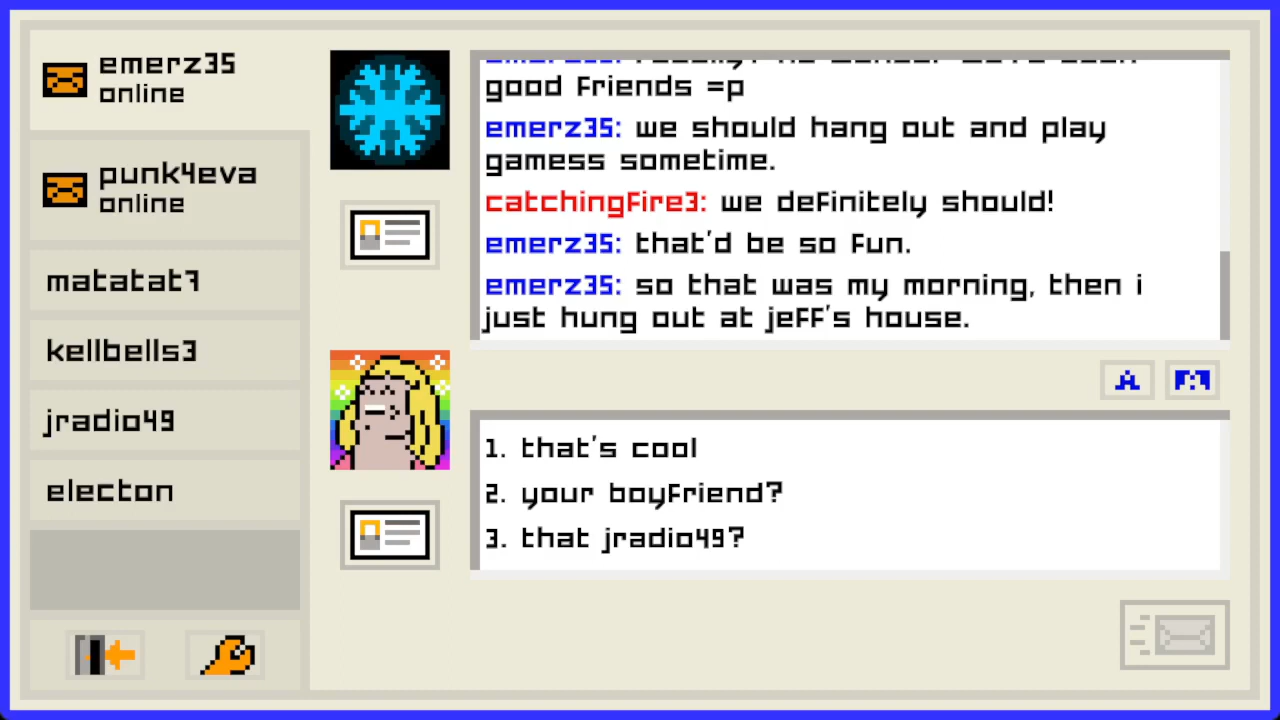 emerz35
online
punk4eva
online
matatat7
kellbells3
jradio49
electon
good friends =p
emerz35: we should hang out and play
gamess sometime.
catchingfire3: we definitely should!
emerz35: that'd be so fun.
emerz35: so that was my morning, then i
just hung out at jeff's house.
A
1. that's cool
2. your boyfriend?
3. that jradio49?